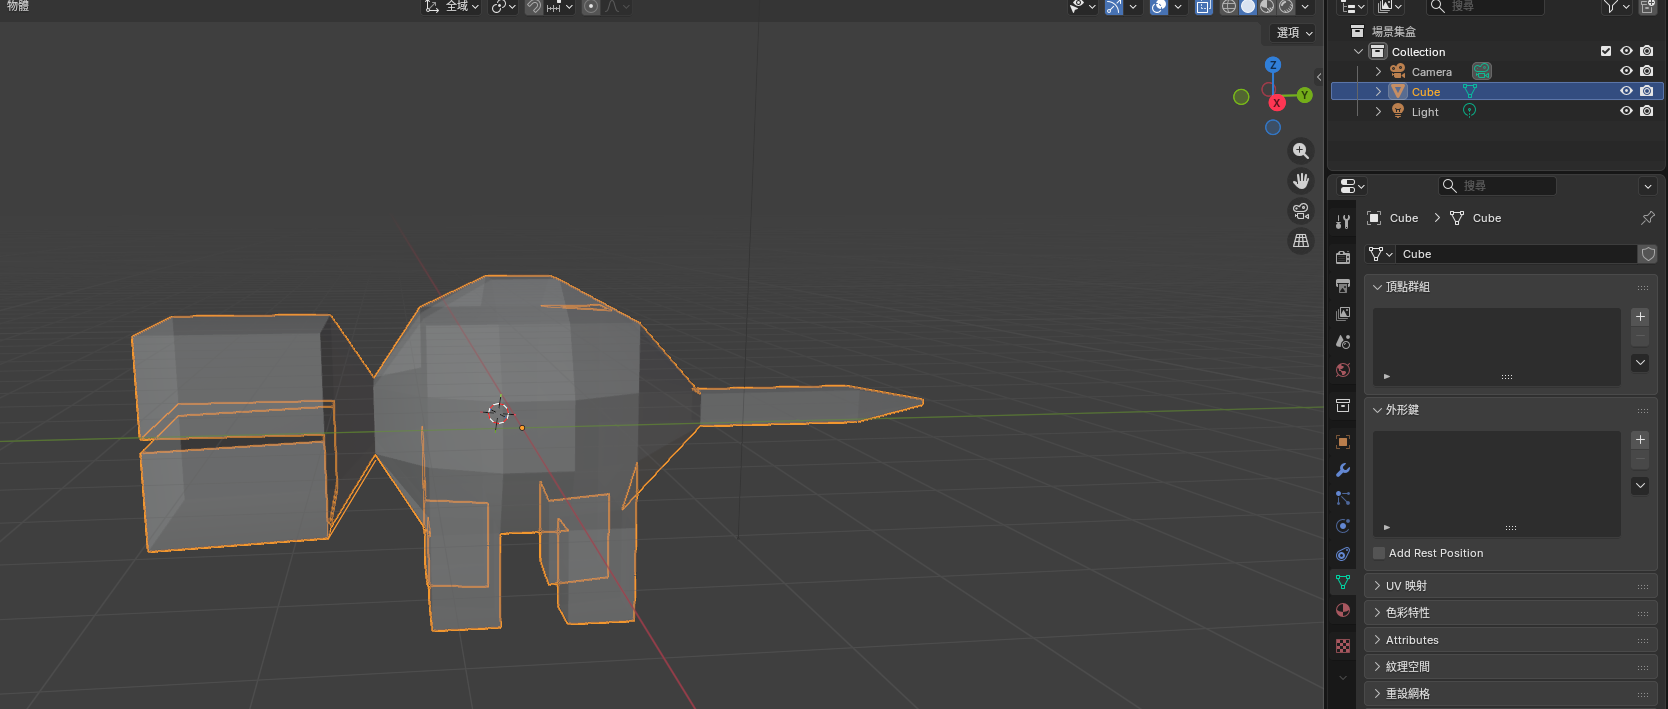 物體
全域
搜尋
選項
場景集盒
Collection
Camera
Cube
Light
Z
Y
X
搜尋
Cube
Cube
Cube
頂點群組
外形鍵
Add Rest Position
UV 映射
色彩特性
Attributes
紋理空間
重設網格